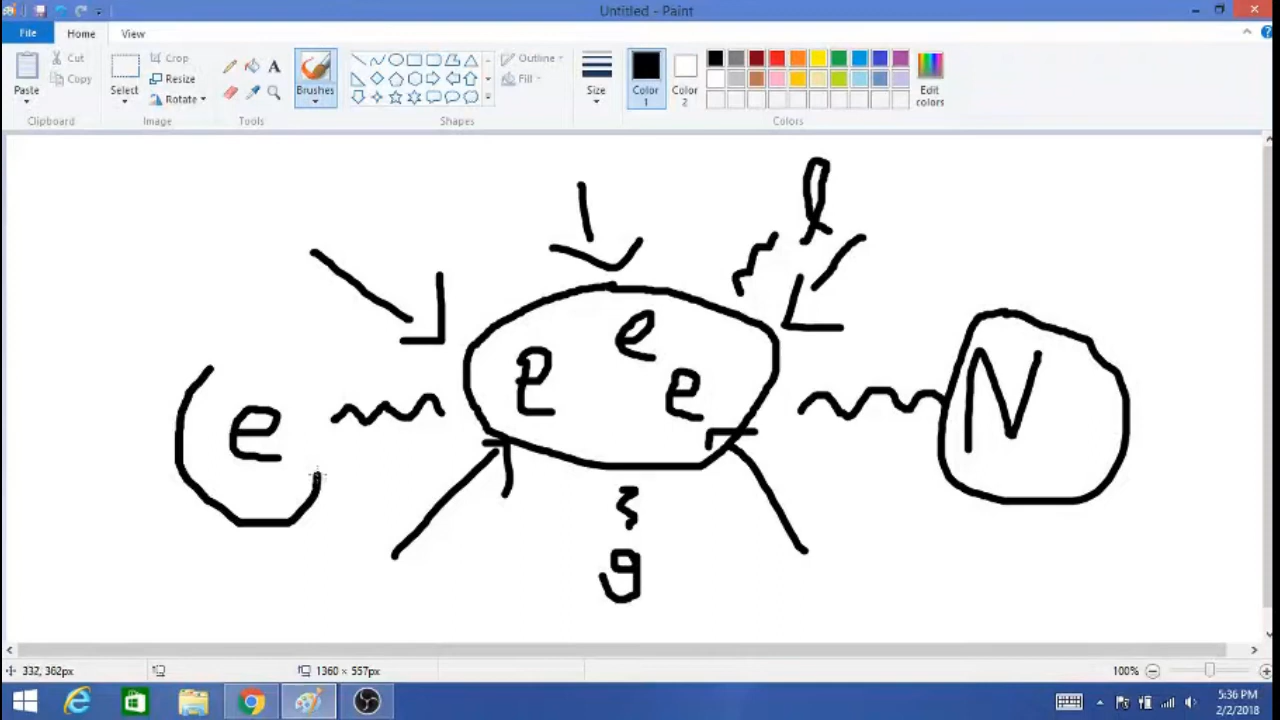 Untitled - Paint
File Home View
Paste
Cut
Copy
Clipboard
Select
Crop
Resize
Rotate
Image
A
Tools
Brushes
Shapes
Outline
Fill
Size
Color 1
Color 2
Edit colors
Colors
l
e
e
e
e
N
g
332, 362px
1360 × 557px
100%
5:36 PM
2/2/2018